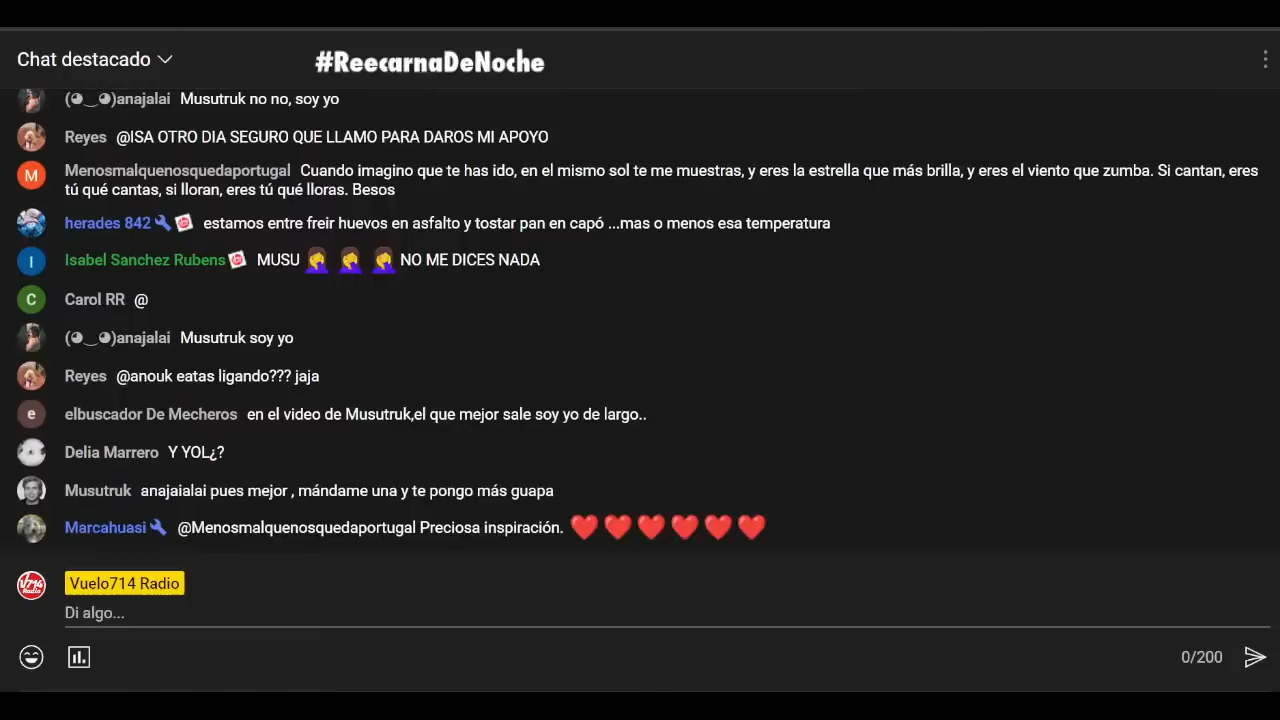 Chat destacado
#ReecarnaDeNoche
(◕‿◕)anajalai Musutruk no no, soy yo
Reyes @ISA OTRO DIA SEGURO QUE LLAMO PARA DAROS MI APOYO
M
Menosmalquenosquedaportugal Cuando imagino que te has ido, en el mismo sol te me muestras, y eres la estrella que más brilla, y eres el viento que zumba. Si cantan, eres
tú qué cantas, si lloran, eres tú qué lloras. Besos
herades 842 estamos entre freir huevos en asfalto y tostar pan en capó ...mas o menos esa temperatura
I
Isabel Sanchez Rubens MUSU 🤦‍♀️ 🤦‍♀️ 🤦‍♀️ NO ME DICES NADA
C
Carol RR @
(◕‿◕)anajalai Musutruk soy yo
Reyes @anouk eatas ligando??? jaja
e
elbuscador De Mecheros en el video de Musutruk,el que mejor sale soy yo de largo..
Delia Marrero Y YOL¿?
Musutruk anajaialai pues mejor , mándame una y te pongo más guapa
Marcahuasi @Menosmalquenosquedaportugal Preciosa inspiración. ❤️❤️❤️❤️❤️❤️
V714 Radio
Vuelo714 Radio
Di algo...
0/200